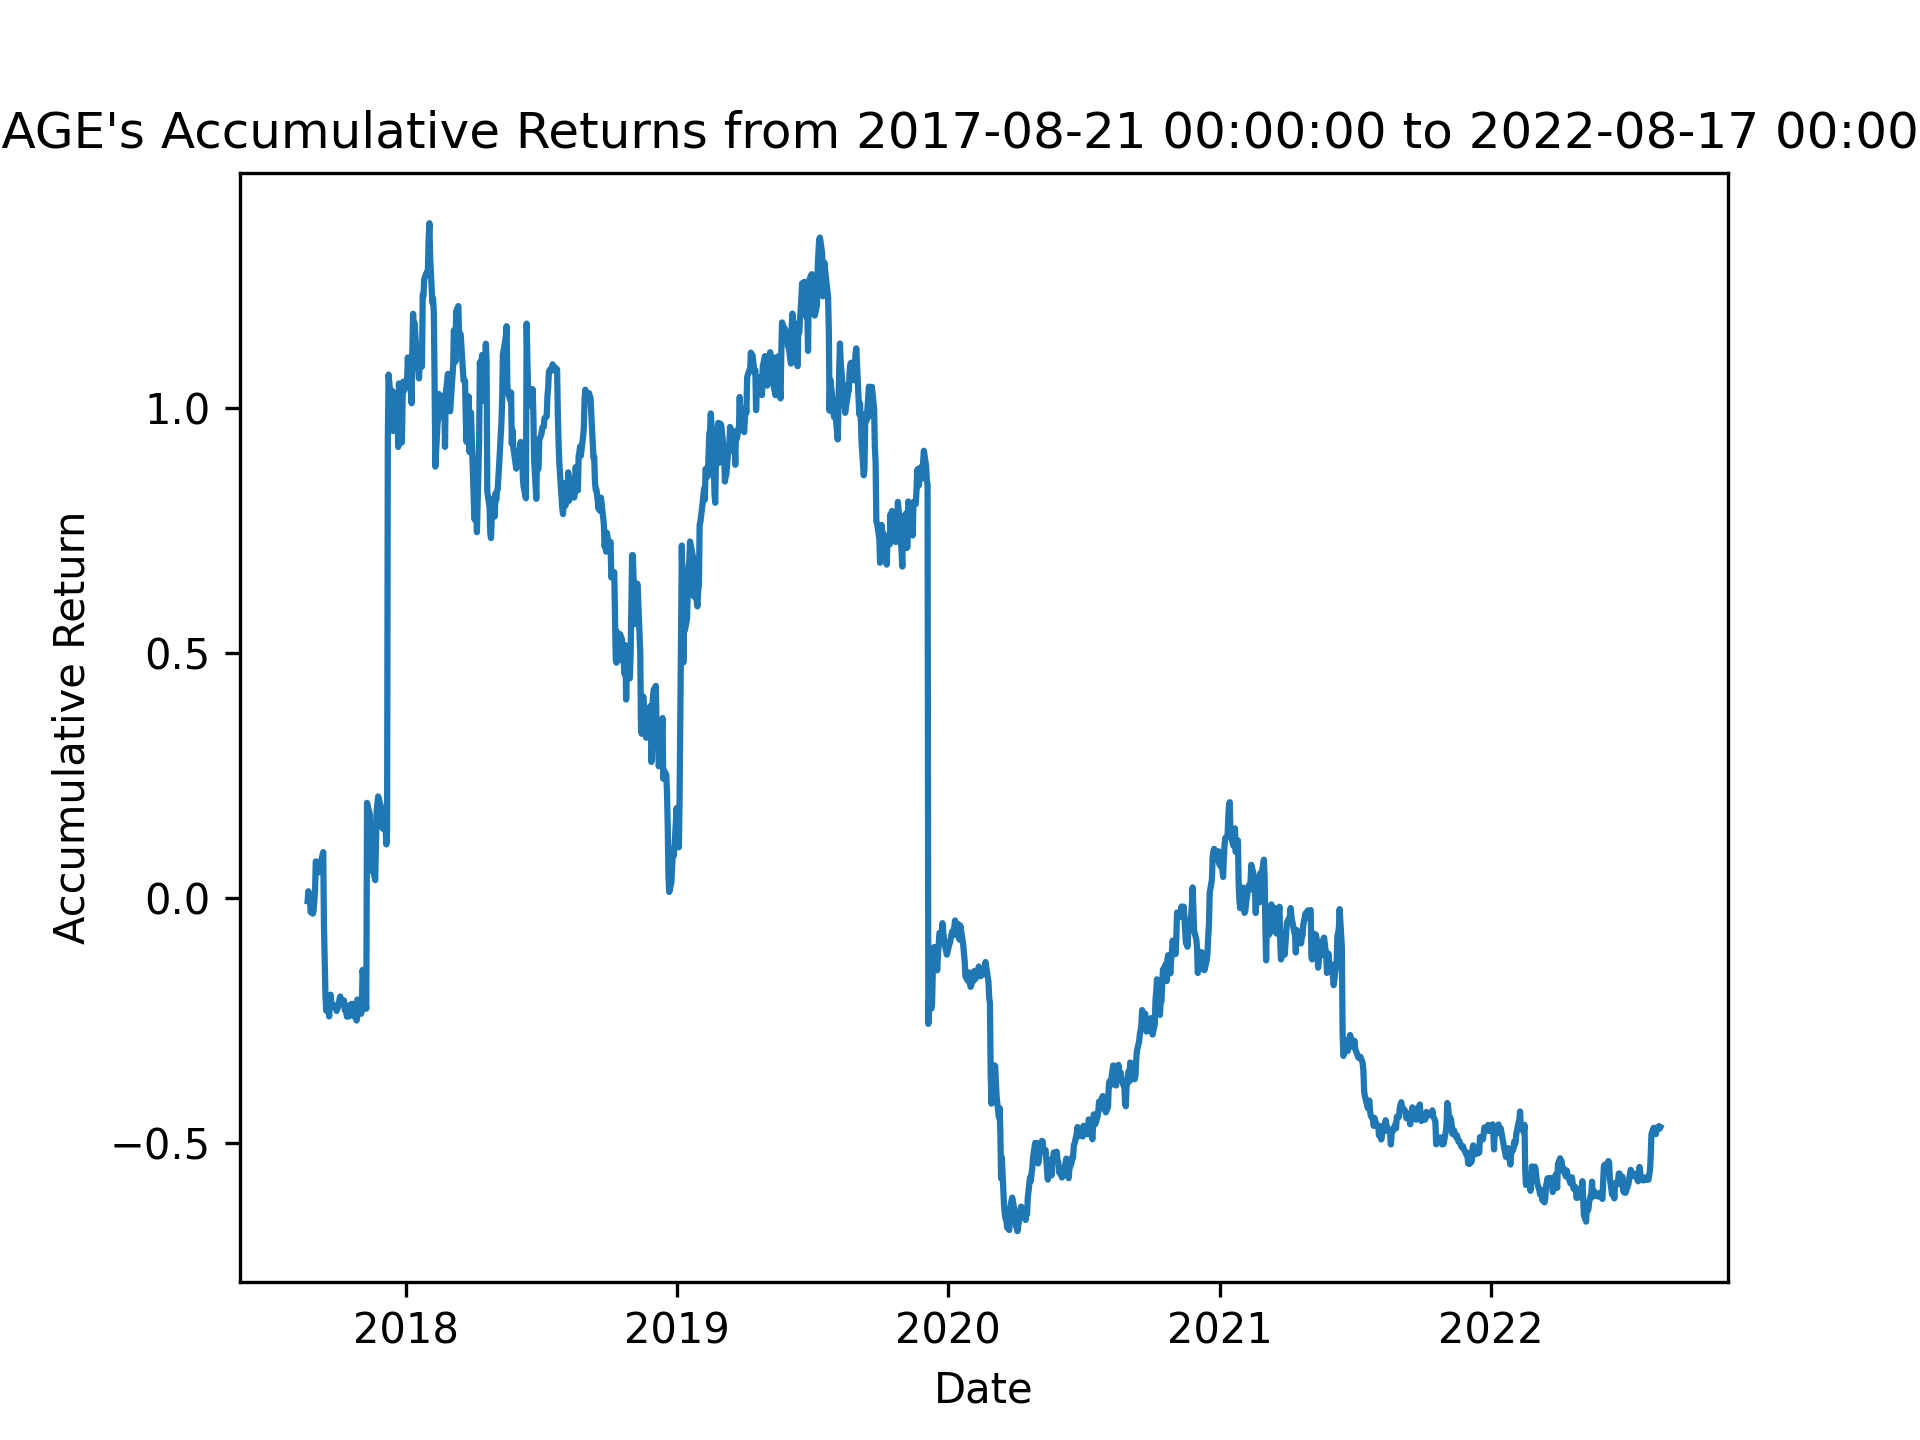 AGE's Accumulative Returns from 2017-08-21 00:00:00 to 2022-08-17 00:00
Accumulative Return
1.0
0.5
0.0
−0.5
2018 2019 2020 2021 2022
Date